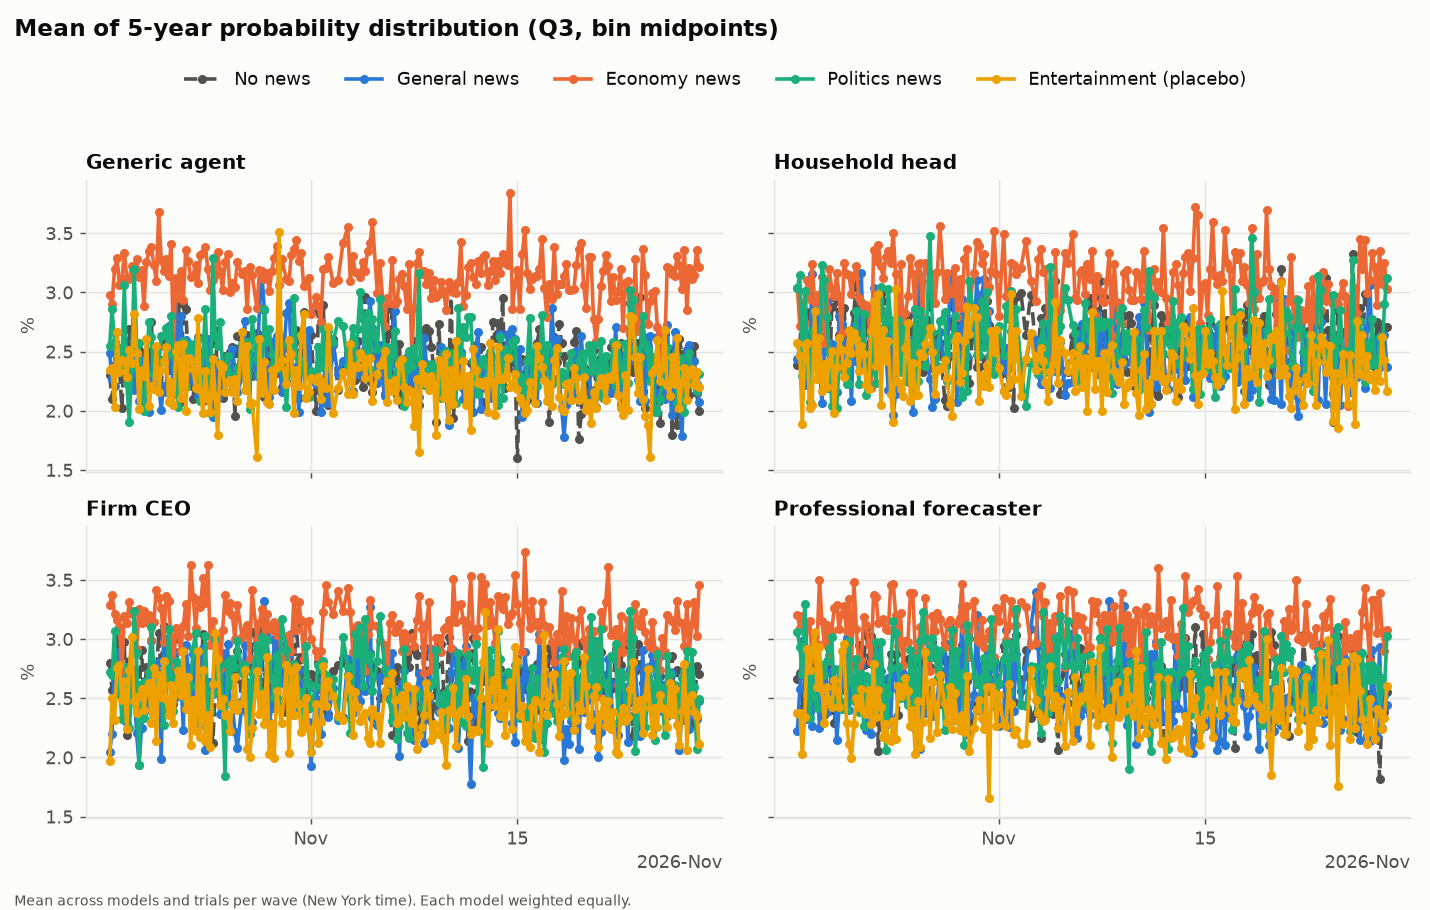 Mean of 5-year probability distribution (Q3, bin midpoints)
No news General news Economy news Politics news Entertainment (placebo)
Generic agent
Household head
3.5
3.0
2.5
2.0
1.5
%
%
Firm CEO
Professional forecaster
3.5
3.0
2.5
2.0
1.5
%
%
Nov 15
2026-Nov
Nov 15
2026-Nov
Mean across models and trials per wave (New York time). Each model weighted equally.